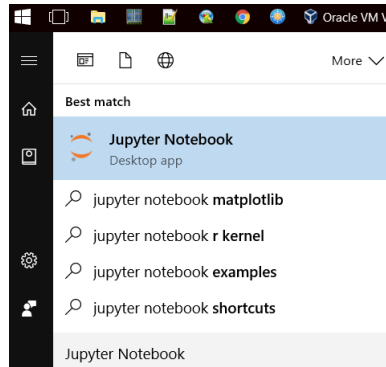 Oracle VM V
More
Best match
Jupyter Notebook
Desktop app
jupyter notebook matplotlib
jupyter notebook r kernel
jupyter notebook examples
jupyter notebook shortcuts
Jupyter Notebook